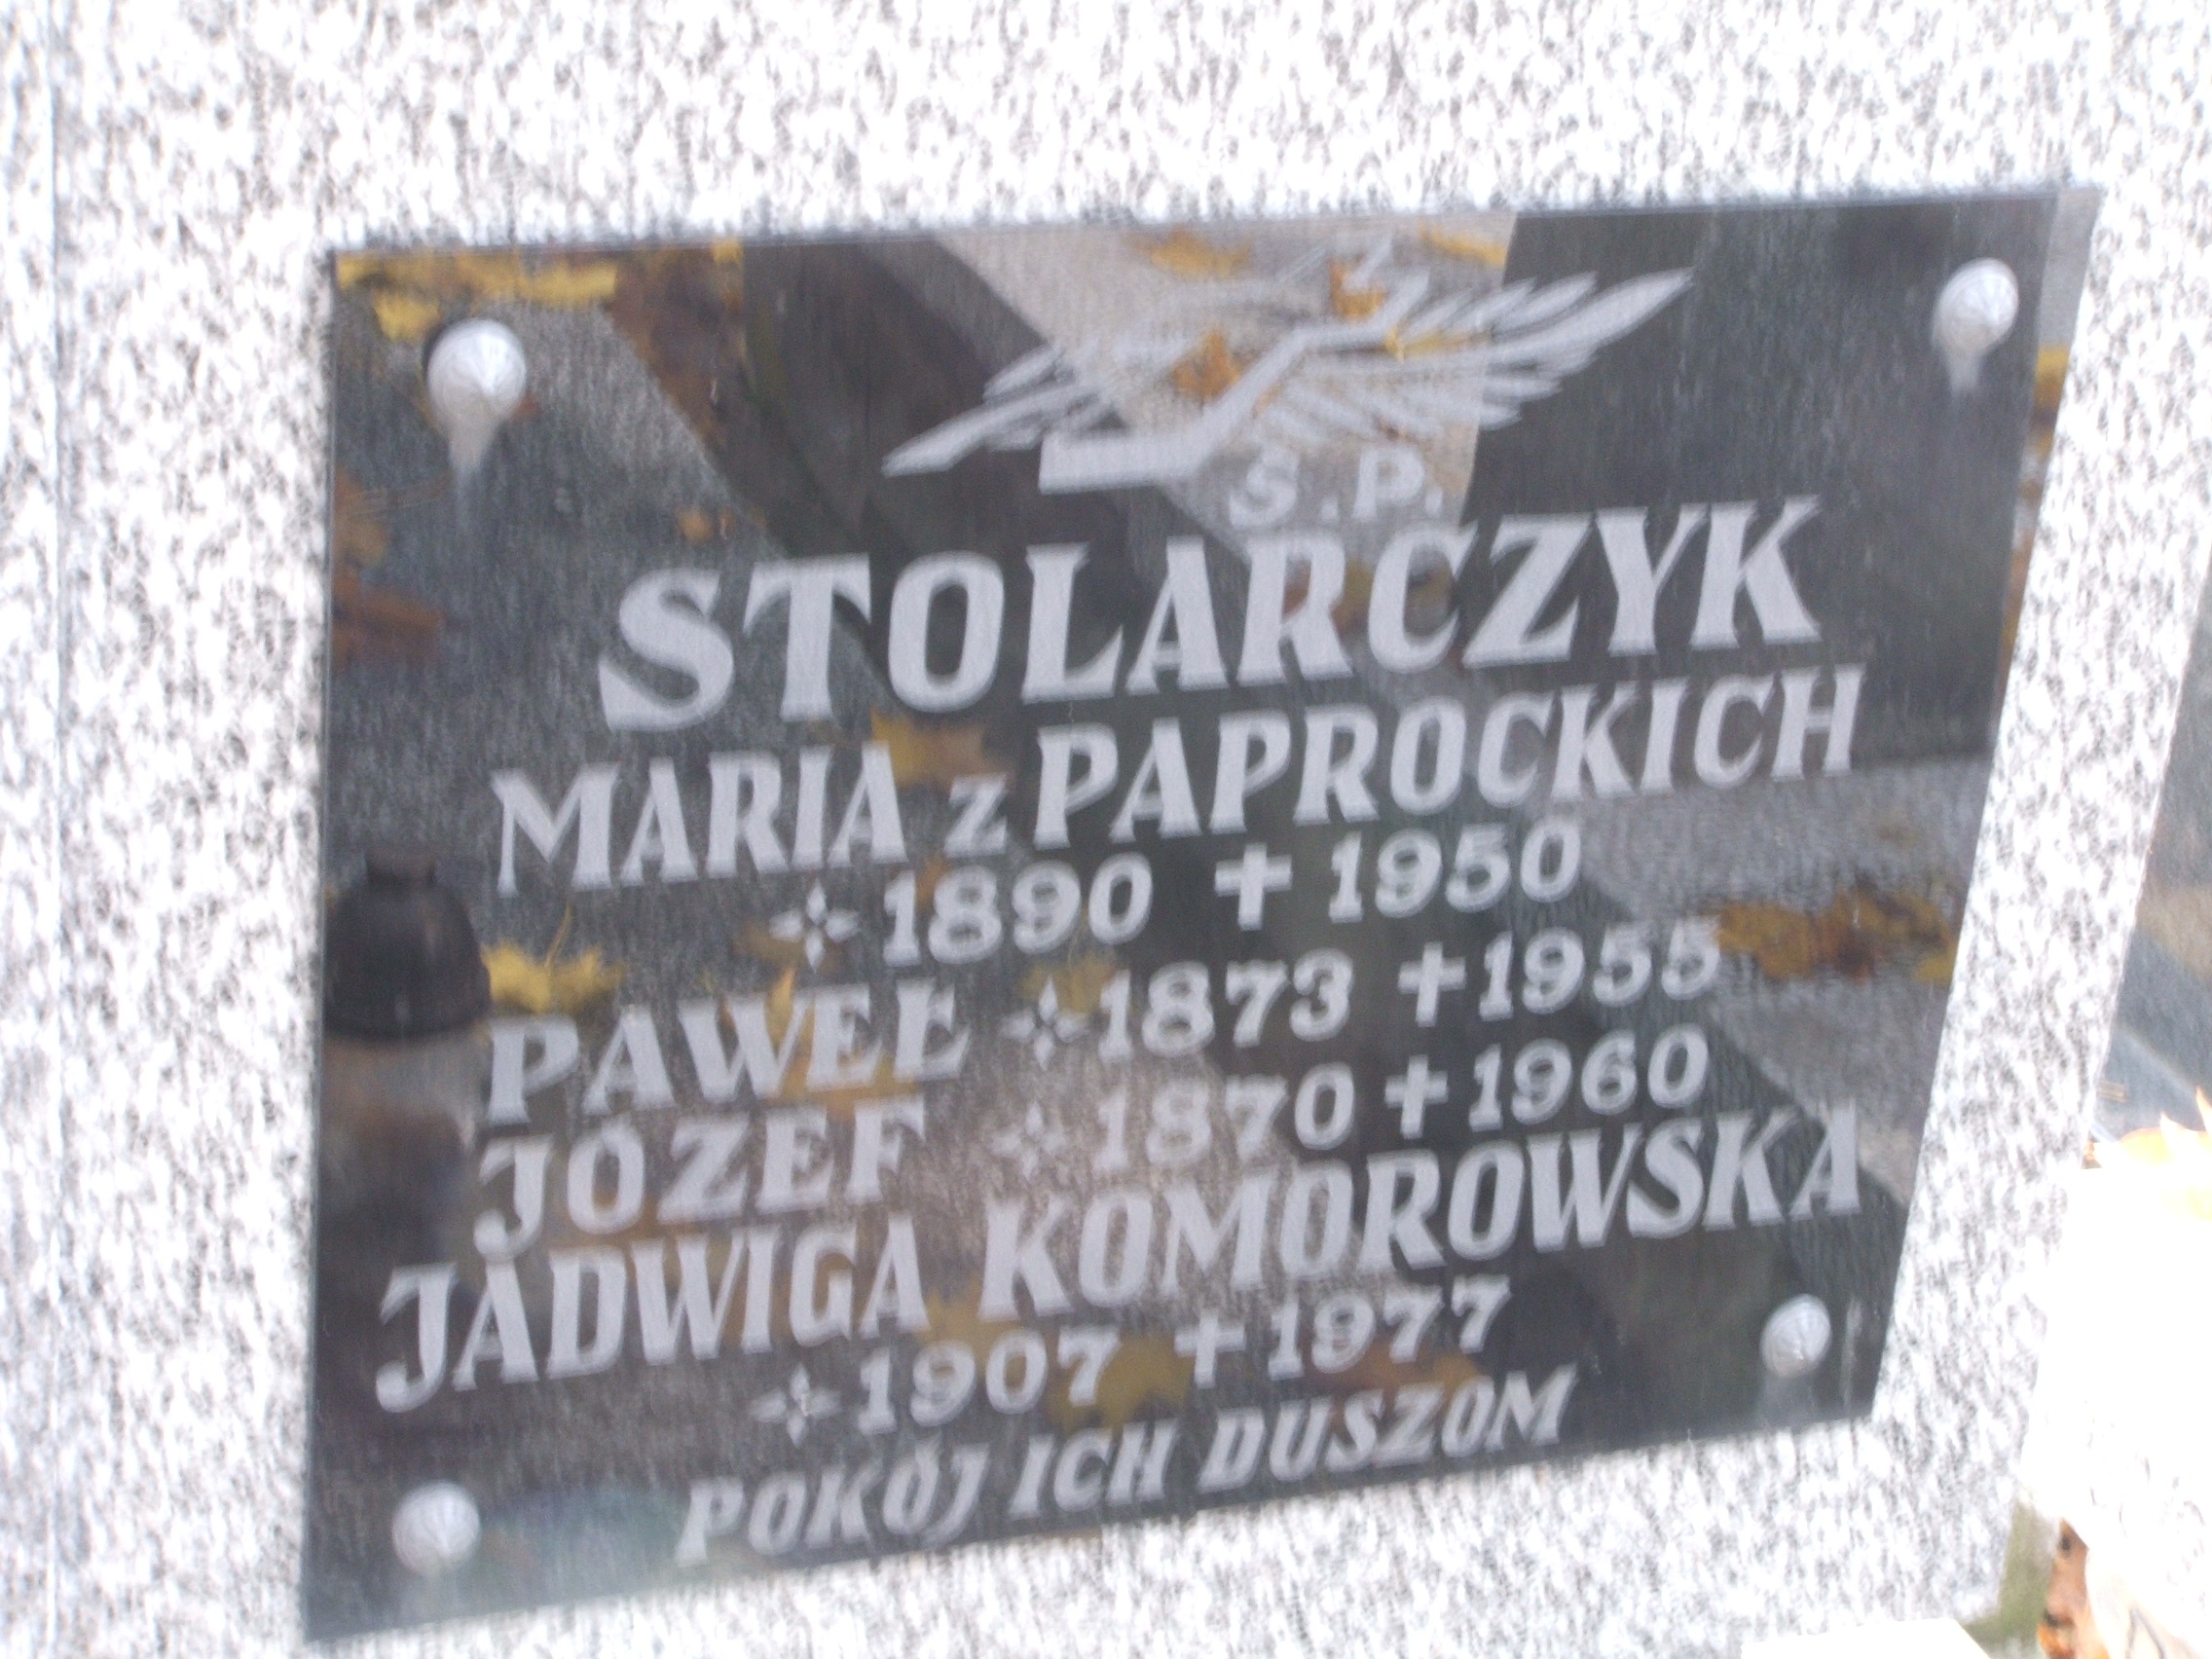 Ś.P.
STOLARCZYK
MARIA z PAPROCKICH
✧ 1890 ✝ 1950
PAWEŁ ✧ 1873 ✝ 1955
JÓZEF ✧ 1870 ✝ 1960
JADWIGA KOMOROWSKA
✧ 1907 ✝ 1977
POKÓJ ICH DUSZOM